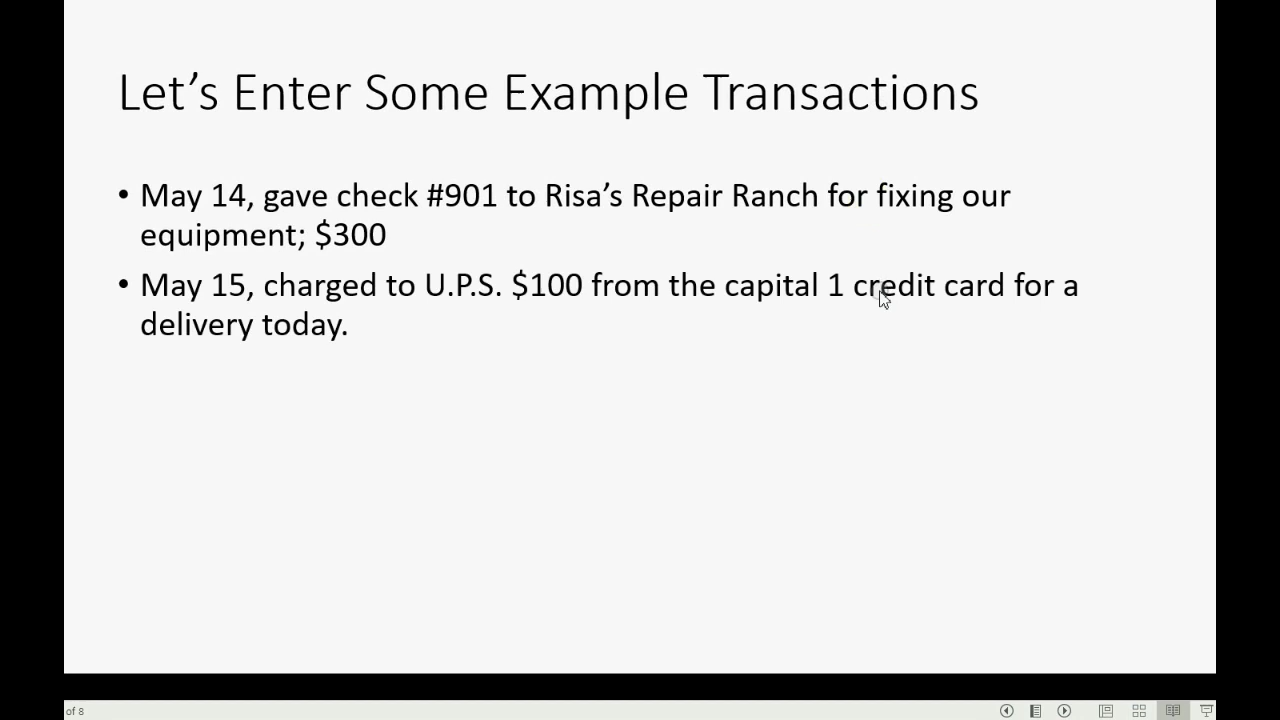 Let’s Enter Some Example Transactions
• May 14, gave check #901 to Risa’s Repair Ranch for fixing our
equipment; $300
• May 15, charged to U.P.S. $100 from the capital 1 credit card for a
delivery today.
of 8